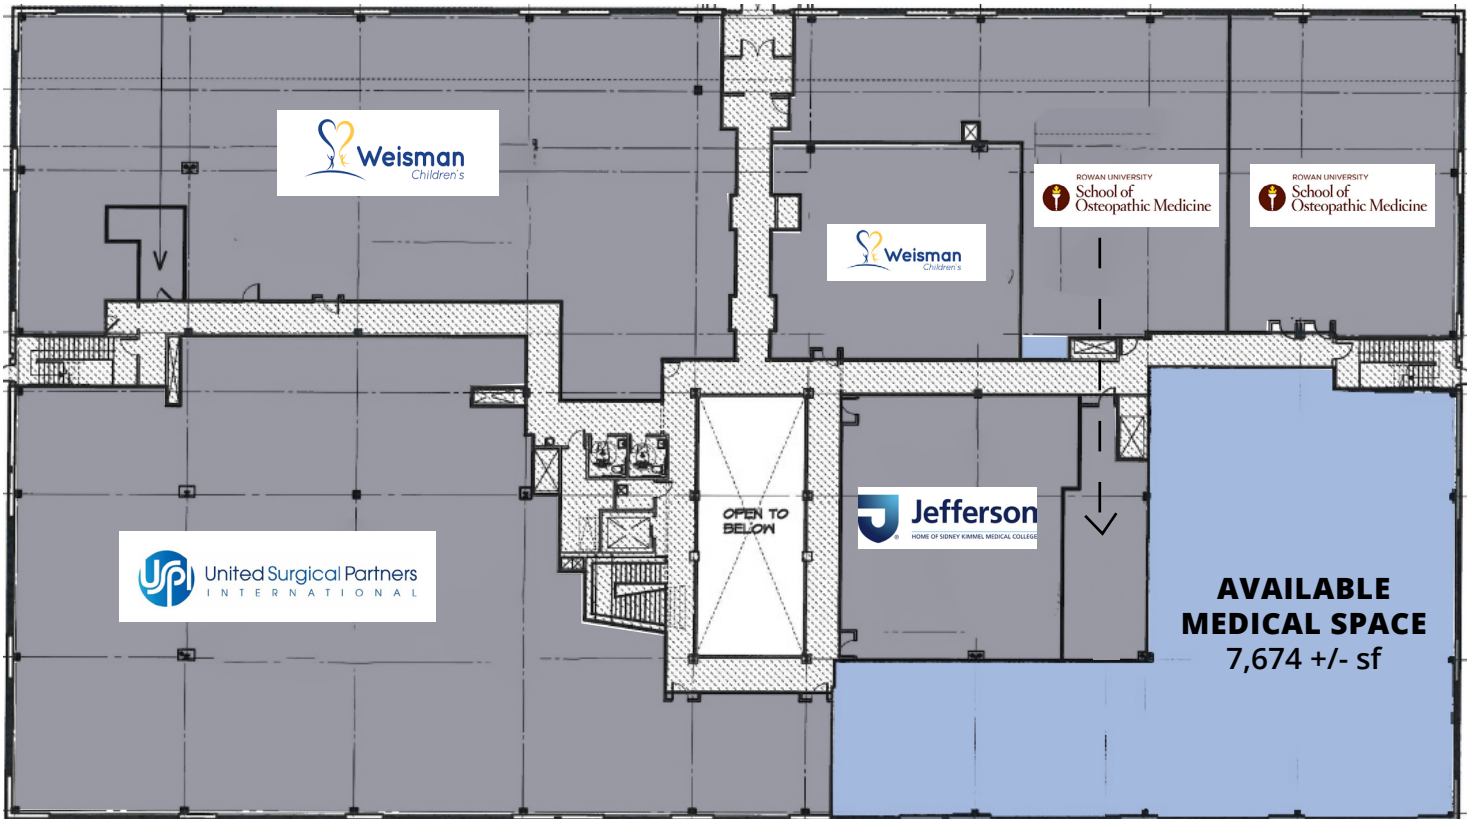 Weisman
Children's
ROWAN UNIVERSITY
School of
Osteopathic Medicine
ROWAN UNIVERSITY
School of
Osteopathic Medicine
Weisman
Children's
OPEN TO
BELOW
Jefferson
HOME OF SIDNEY KIMMEL MEDICAL COLLEGE
USPI
United Surgical Partners
INTERNATIONAL
AVAILABLE
MEDICAL SPACE
7,674 +/- sf